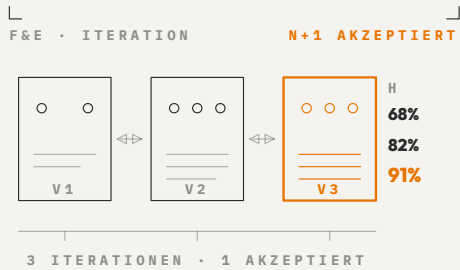 F&E · ITERATION
N+1 AKZEPTIERT
V1
V2
V3
H
68%
82%
91%
3 ITERATIONEN · 1 AKZEPTIERT